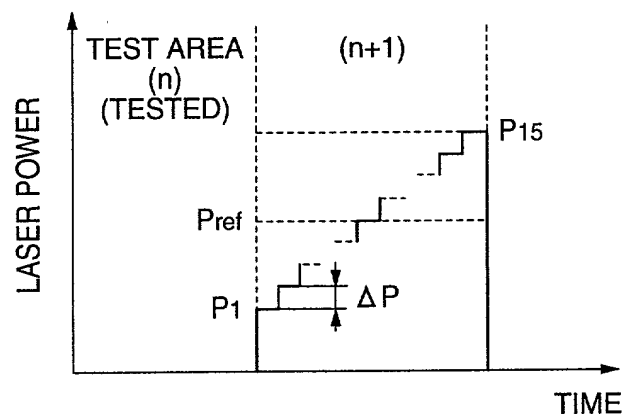 TEST AREA
(n)
(TESTED)
(n+1)
P15
Pref
P1
ΔP
LASER POWER
TIME